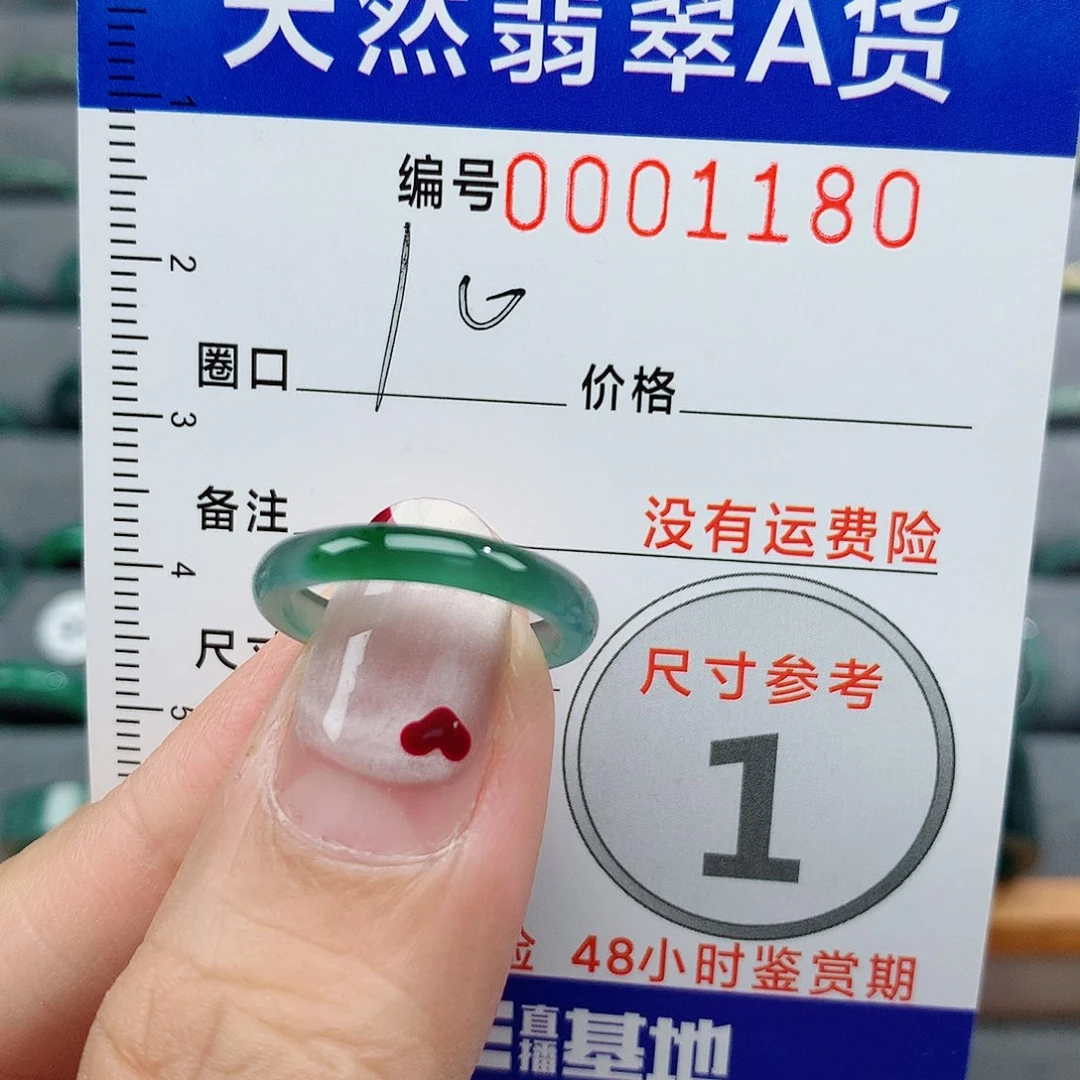 天然翡翠A货
1
编号0001180
2
圈口 价格
3
备注
没有运费险
4
尺寸参考
5
1
48小时鉴赏期
直播基地